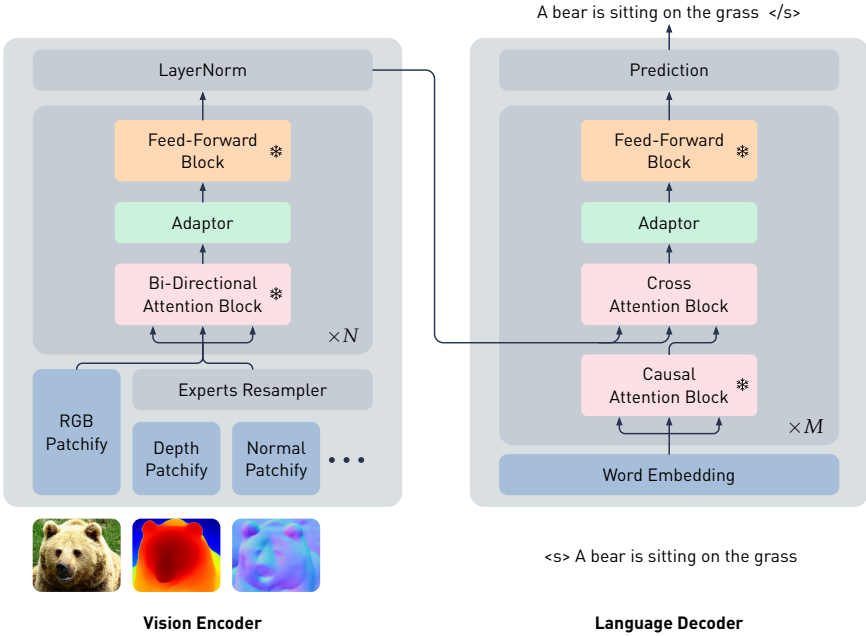 A bear is sitting on the grass </s>
LayerNorm
Feed-Forward
Block
Adaptor
Bi-Directional
Attention Block
×N
Experts Resampler
RGB
Patchify
Depth
Patchify
Normal
Patchify
Vision Encoder
Prediction
Feed-Forward
Block
Adaptor
Cross
Attention Block
Causal
Attention Block
×M
Word Embedding
<s> A bear is sitting on the grass
Language Decoder